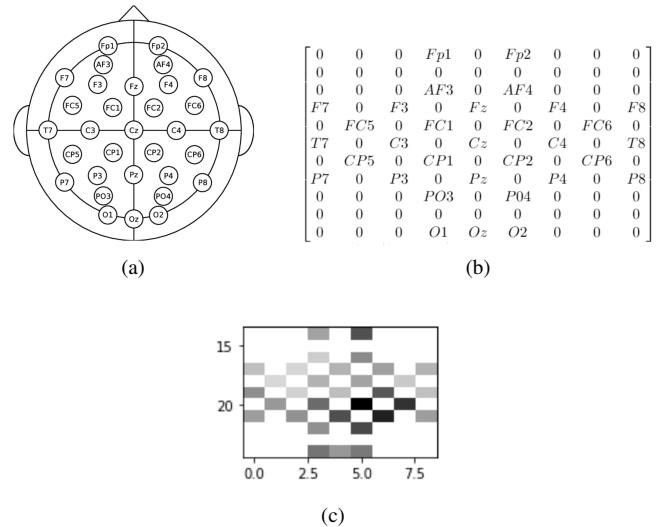 Fp1 Fp2
AF3 AF4
F7 F3 Fz F4 F8
FC5 FC1 FC2 FC6
T7 C3 Cz C4 T8
CP5 CP1 CP2 CP6
P7 P3 Pz P4 P8
PO3 PO4
O1 Oz O2
(a)
0 0 0 Fp1 0 Fp2 0 0 0
0 0 0 0 0 0 0 0 0
0 0 0 AF3 0 AF4 0 0 0
F7 0 F3 0 Fz 0 F4 0 F8
0 FC5 0 FC1 0 FC2 0 FC6 0
T7 0 C3 0 Cz 0 C4 0 T8
0 CP5 0 CP1 0 CP2 0 CP6 0
P7 0 P3 0 Pz 0 P4 0 P8
0 0 0 PO3 0 P04 0 0 0
0 0 0 0 0 0 0 0 0
0 0 0 O1 Oz O2 0 0 0
(b)
15
20
0.0 2.5 5.0 7.5
(c)